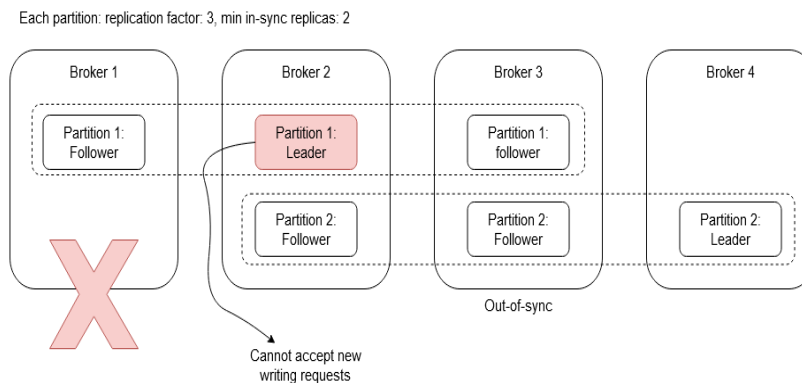 Each partition: replication factor: 3, min in-sync replicas: 2
Broker 1
Broker 2
Broker 3
Broker 4
Partition 1:
Follower
Partition 1:
Leader
Partition 1:
follower
Partition 2:
Follower
Partition 2:
Follower
Partition 2:
Leader
Out-of-sync
Cannot accept new
writing requests